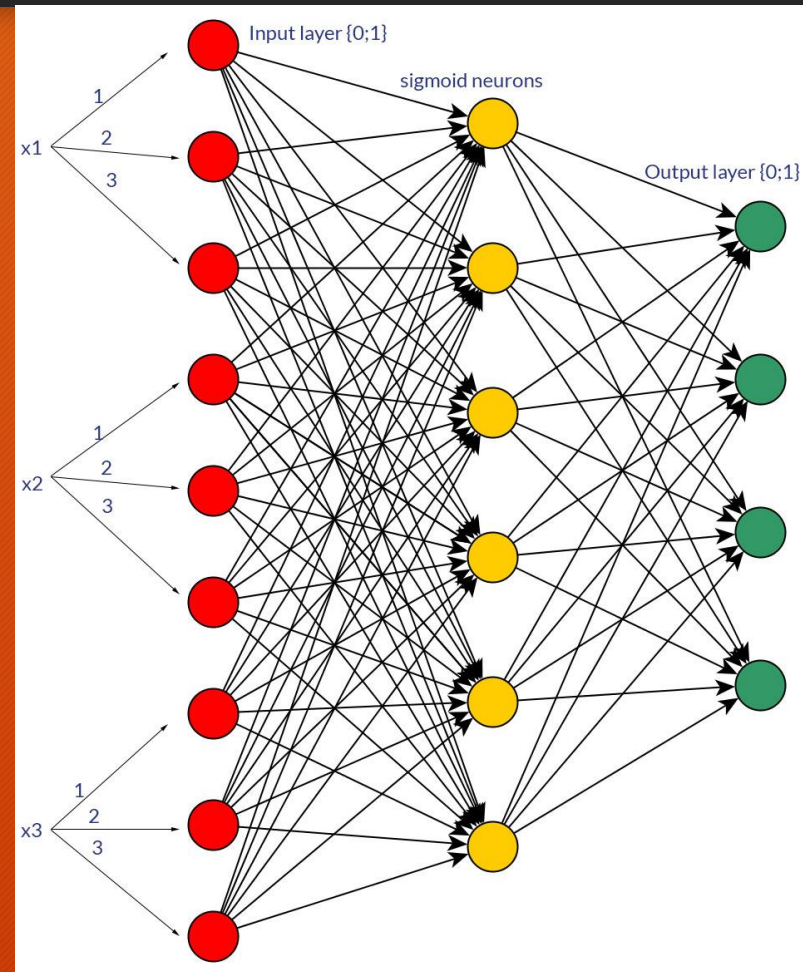 Input layer {0;1}
sigmoid neurons
Output layer {0;1}
x1
1
2
3
x2
1
2
3
x3
1
2
3